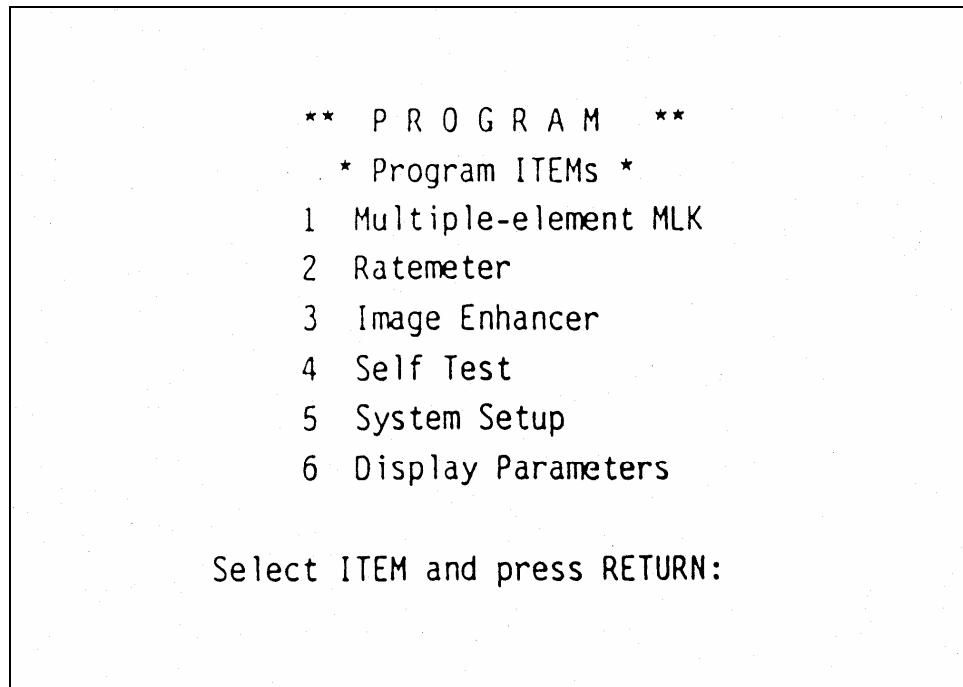 ** P R O G R A M **
* Program ITEMs *
1 Multiple-element MLK
2 Ratemeter
3 Image Enhancer
4 Self Test
5 System Setup
6 Display Parameters
Select ITEM and press RETURN: